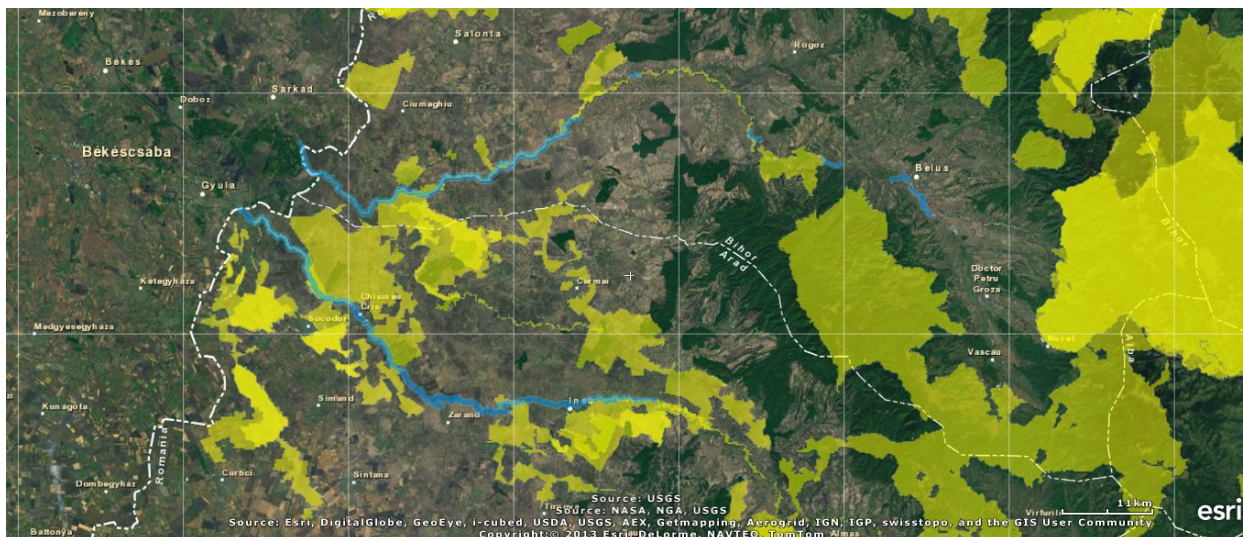 Mezoberény
Salonta
Rogoz
Békés
Sarkad
Doboz
Ciumeghiu
Békéscsaba
Gyula
Beius
Bihor
Bihor
Arad
Kétegyháza
Cermei
Doctor
Petru
Groza
Chisineu
Cris
Socodor
Medgyesegyháza
Nucet
Alba
Vascau
Kunagota
Simand
Ineu
Zarand
Romania
Curtici
Sintana
Dombegyház
11km
esri
Source: USGS
Source: NASA, NGA, USGS
Source: Esri, DigitalGlobe, GeoEye, i-cubed, USDA, USGS, AEX, Getmapping, Aerogrid, IGN, IGP, swisstopo, and the GIS User Community
Battonya
Copyright:© 2013 Esri, DeLorme, NAVTEQ, TomTom
Almas